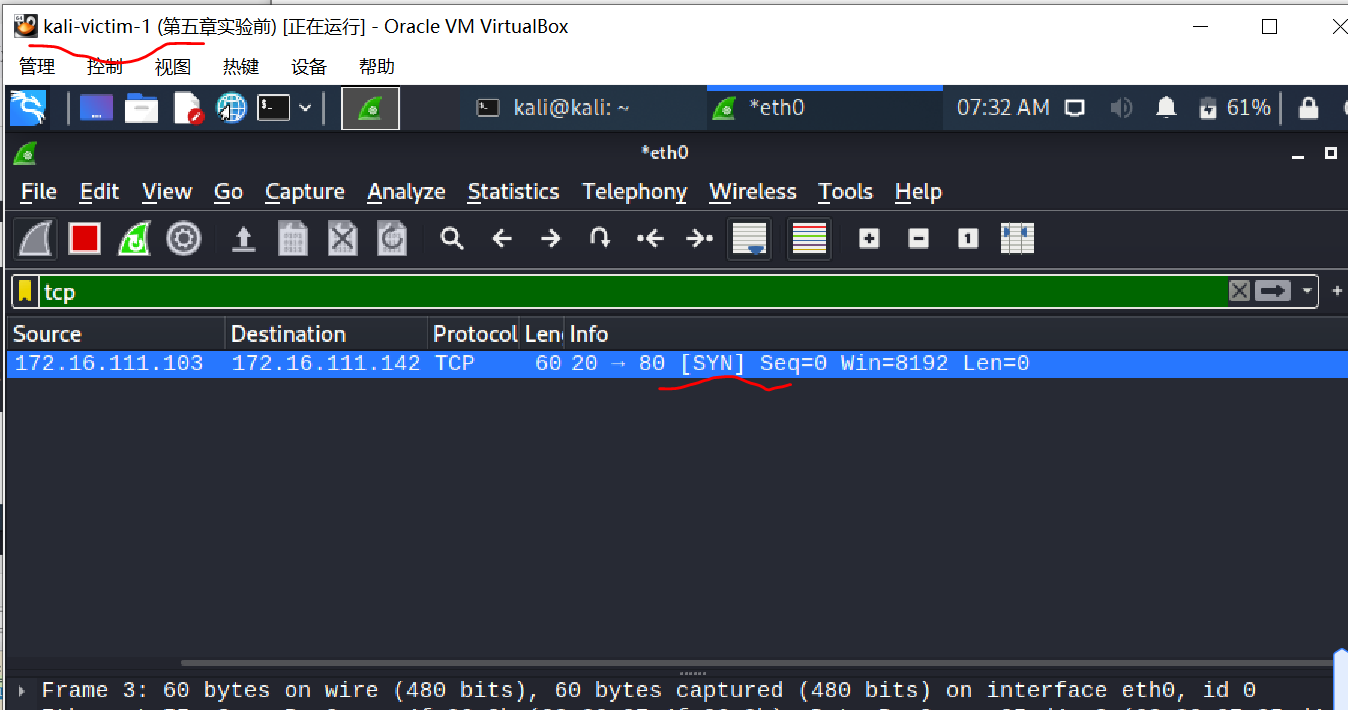 kali-victim-1 (第五章实验前) [正在运行] - Oracle VM VirtualBox
管理 控制 视图 热键 设备 帮助
kali@kali: ~ *eth0 07:32 AM 61%
*eth0
File Edit View Go Capture Analyze Statistics Telephony Wireless Tools Help
tcp
Source Destination Protocol Len Info
172.16.111.103 172.16.111.142 TCP 60 20 → 80 [SYN] Seq=0 Win=8192 Len=0
Frame 3: 60 bytes on wire (480 bits), 60 bytes captured (480 bits) on interface eth0, id 0